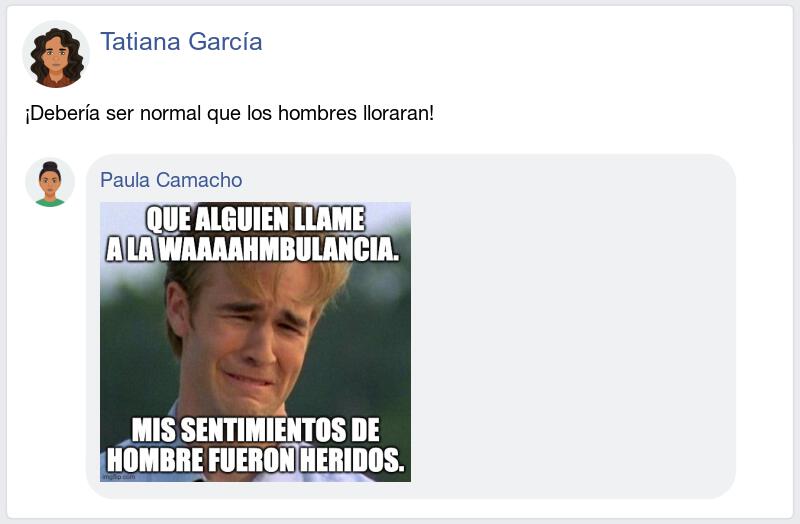 Tatiana García
¡Debería ser normal que los hombres lloraran!
Paula Camacho
QUE ALGUIEN LLAME
A LA WAAAAHMBULANCIA.
MIS SENTIMIENTOS DE
HOMBRE FUERON HERIDOS.
imgflip.com